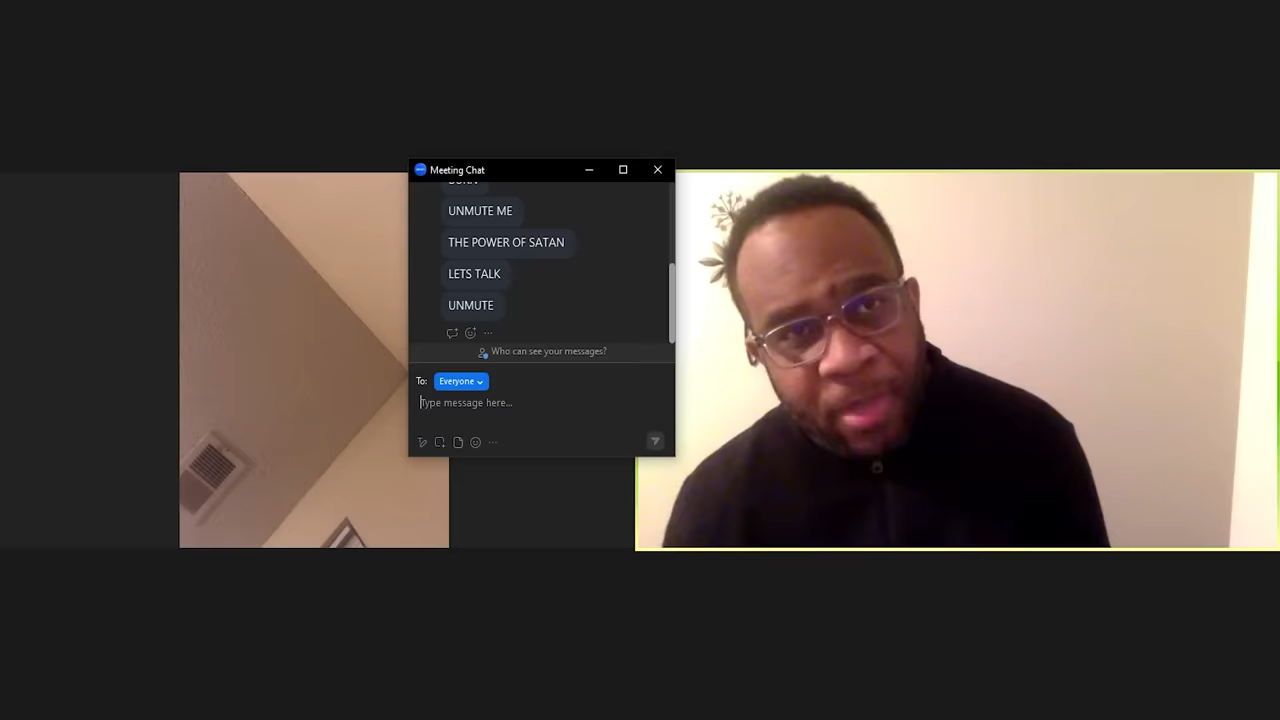 Meeting Chat
UNMUTE ME
THE POWER OF SATAN
LETS TALK
UNMUTE
Who can see your messages?
To: Everyone
Type message here...